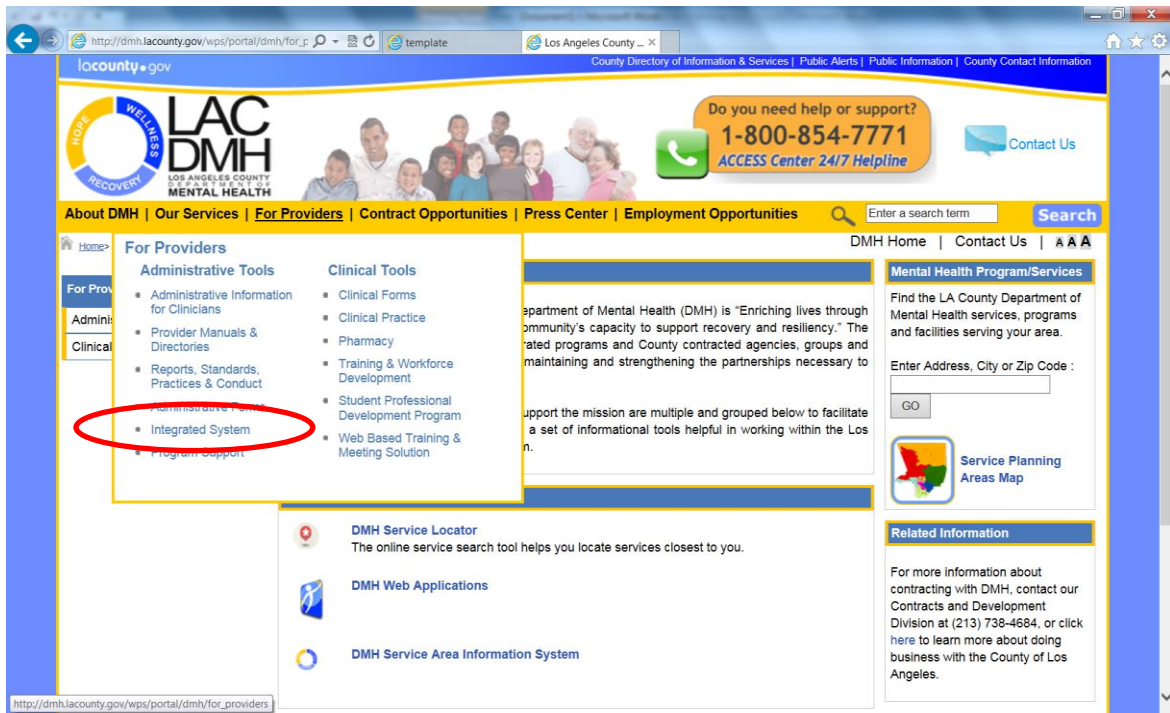 http://dmh.lacounty.gov/wps/portal/dmh/for_p
template
Los Angeles County ...
lacounty.gov
County Directory of Information & Services | Public Alerts | Public Information | County Contact Information
HOPE WELLNESS RECOVERY
LAC
DMH
LOS ANGELES COUNTY
DEPARTMENT OF
MENTAL HEALTH
Do you need help or support?
1-800-854-7771
ACCESS Center 24/7 Helpline
Contact Us
About DMH | Our Services | For Providers | Contract Opportunities | Press Center | Employment Opportunities
Enter a search term
Search
Home>
DMH Home | Contact Us | A A A
For Prov
Adminis
Clinical
For Providers
Administrative Tools
Administrative Information
for Clinicians
Provider Manuals &
Directories
Reports, Standards,
Practices & Conduct
Administrative Forms
Integrated System
Program Support
Clinical Tools
Clinical Forms
Clinical Practice
Pharmacy
Training & Workforce
Development
Student Professional
Development Program
Web Based Training &
Meeting Solution
epartment of Mental Health (DMH) is “Enriching lives through
ommunity’s capacity to support recovery and resiliency.” The
rated programs and County contracted agencies, groups and
maintaining and strengthening the partnerships necessary to
upport the mission are multiple and grouped below to facilitate
a set of informational tools helpful in working within the Los
m.
DMH Service Locator
The online service search tool helps you locate services closest to you.
DMH Web Applications
DMH Service Area Information System
Mental Health Program/Services
Find the LA County Department of
Mental Health services, programs
and facilities serving your area.
Enter Address, City or Zip Code :
GO
Service Planning
Areas Map
Related Information
For more information about
contracting with DMH, contact our
Contracts and Development
Division at (213) 738-4684, or click
here to learn more about doing
business with the County of Los
Angeles.
http://dmh.lacounty.gov/wps/portal/dmh/for_providers